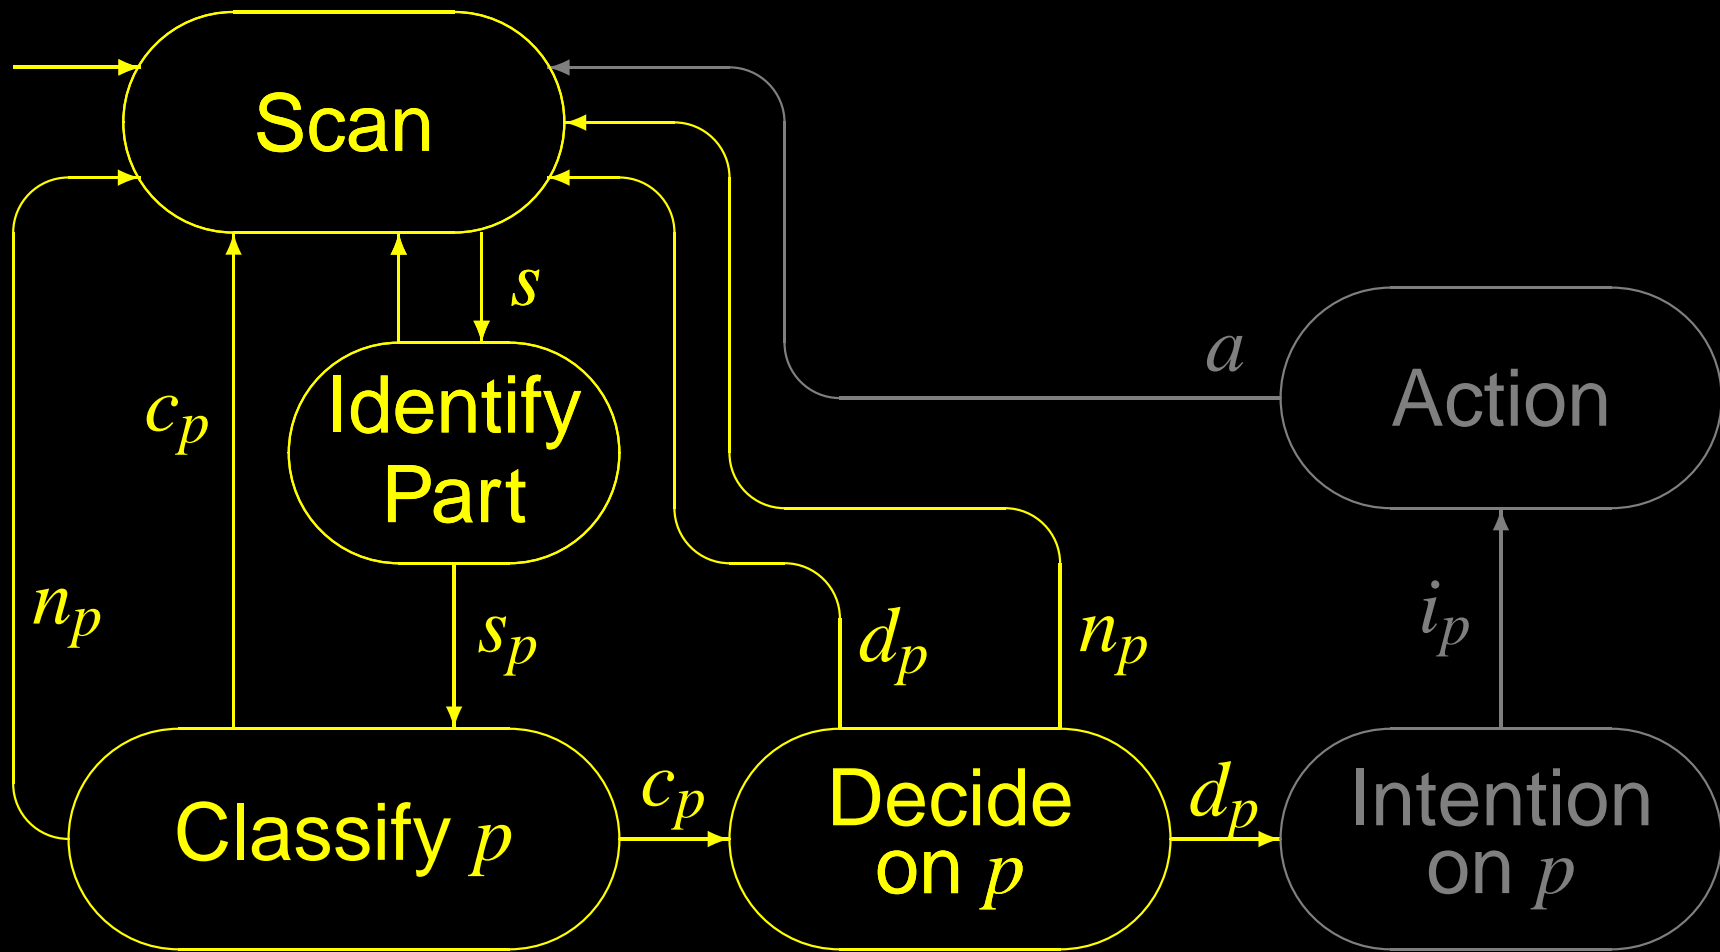 Scan
s
a
Action
c_p
Identify
Part
n_p
s_p
d_p
n_p
i_p
Classify p
c_p
Decide
on p
d_p
Intention
on p